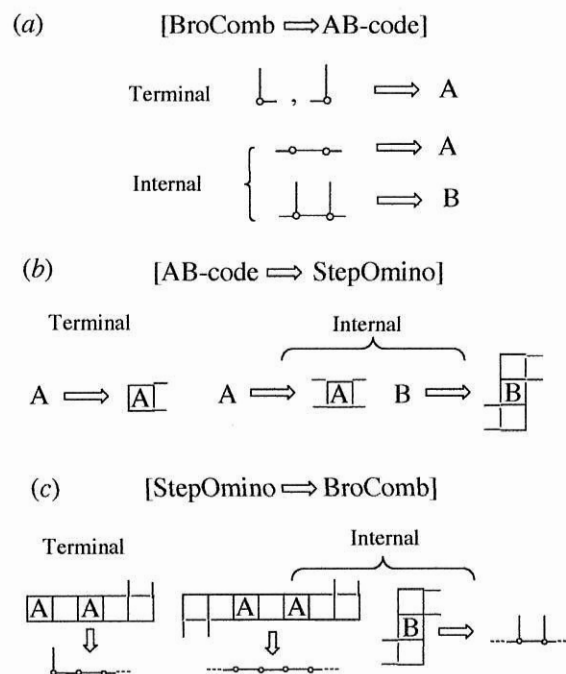 (a) [BroComb ⇒ AB-code]
Terminal , ⇒ A
⇒ A
Internal
⇒ B
(b) [AB-code ⇒ StepOmino]
Terminal Internal
A ⇒ A A ⇒ A B ⇒ B
(c) [StepOmino ⇒ BroComb]
Terminal Internal
A A A A B